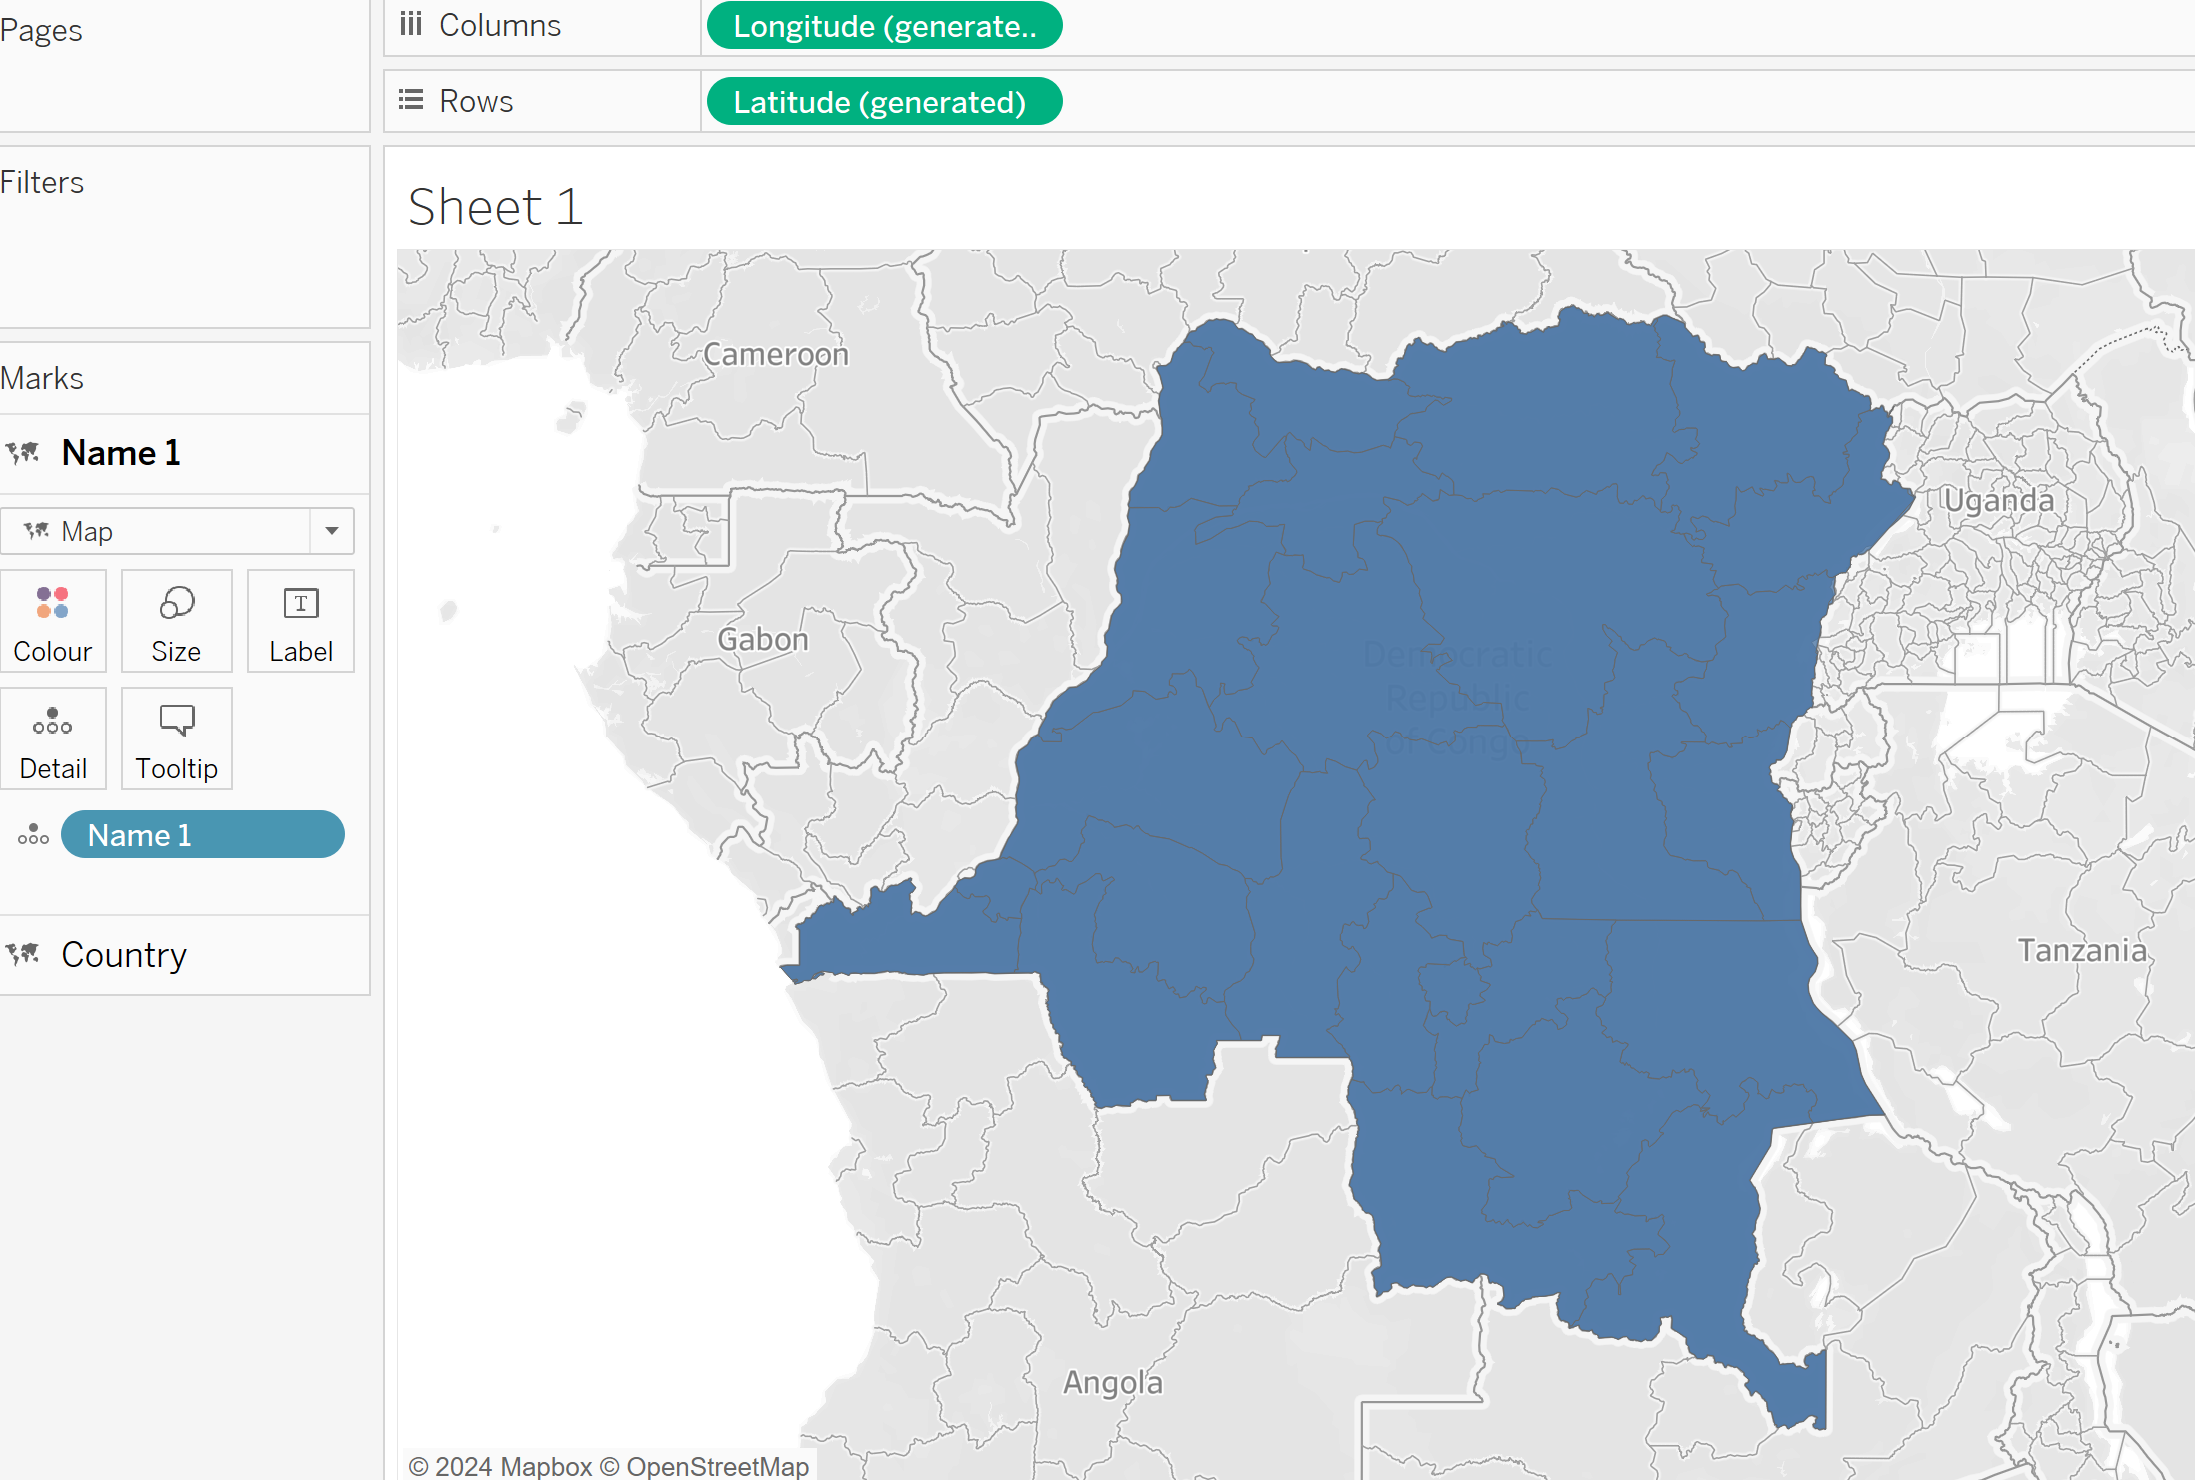 Pages
Columns
Longitude (generate..
Rows
Latitude (generated)
Filters
Sheet 1
Marks
Name 1
Map
Colour
Size
Label
Detail
Tooltip
Name 1
Country
Cameroon
Uganda
Gabon
Democratic
Republic
of Congo
Tanzania
Angola
© 2024 Mapbox © OpenStreetMap